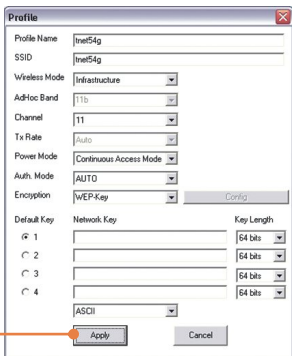 Profile
Profile Name tnet54g
SSID tnet54g
Wireless Mode Infrastructure
AdHoc Band 11b
Channel 11
Tx Rate Auto
Power Mode Continuous Access Mode
Auth. Mode AUTO
Encryption WEP-Key Config
Default Key Network Key Key Length
1 64 bits
2 64 bits
3 64 bits
4 64 bits
ASCII
Apply Cancel